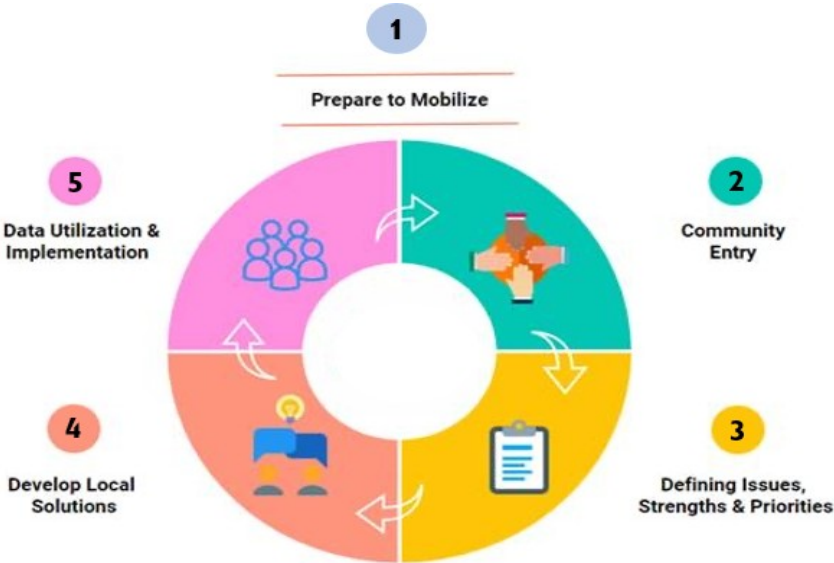 1
Prepare to Mobilize
2
Community
Entry
3
Defining Issues,
Strengths & Priorities
4
Develop Local
Solutions
5
Data Utilization &
Implementation